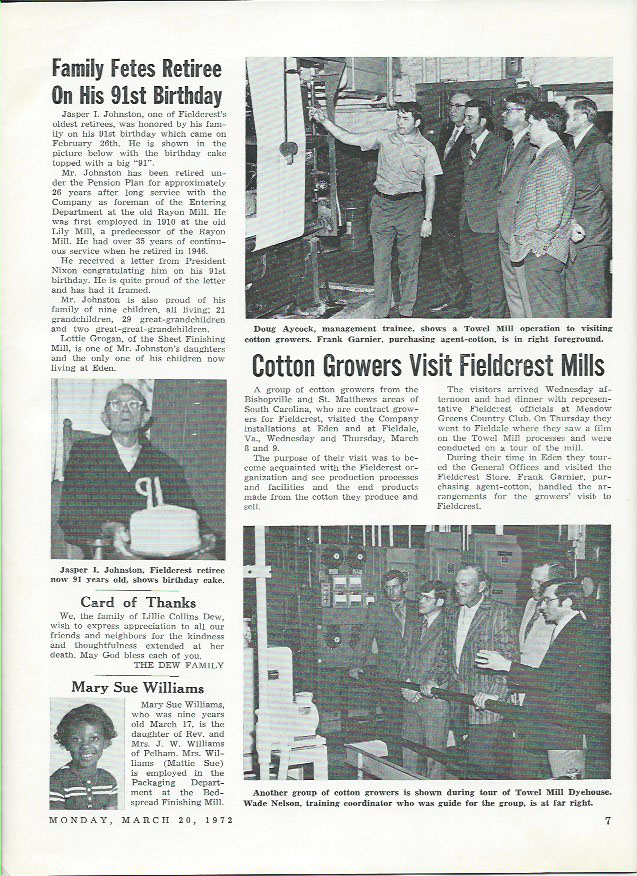 Family Fetes Retiree
On His 91st Birthday
Jasper I. Johnston, one of Fieldcrest's
oldest retirees, was honored by his fam-
ily on his 91st birthday which came on
February 26th. He is shown in the
picture below with the birthday cake
topped with a big "91".
Mr. Johnston has been retired un-
der the Pension Plan for approximately
26 years after long service with the
Company as foreman of the Entering
Department at the old Rayon Mill. He
was first employed in 1910 at the old
Lily Mill, a predecessor of the Rayon
Mill. He had over 35 years of continu-
ous service when he retired in 1946.
He received a letter from President
Nixon congratulating him on his 91st
birthday. He is quite proud of the letter
and has had it framed.
Mr. Johnston is also proud of his
family of nine children, all living; 21
grandchildren, 29 great-grandchildren
and two great-great-grandchildren.
Lottie Grogan, of the Sheet Finishing
Mill, is one of Mr. Johnston's daughters
and the only one of his children now
living at Eden.
91
Jasper I. Johnston, Fieldcrest retiree
now 91 years old, shows birthday cake.
Card of Thanks
We, the family of Lillie Collins Dew,
wish to express appreciation to all our
friends and neighbors for the kindness
and thoughtfulness extended at her
death. May God bless each of you.
THE DEW FAMILY
Mary Sue Williams
Mary Sue Williams,
who was nine years
old March 17, is the
daughter of Rev. and
Mrs. J. W. Williams
of Pelham. Mrs. Wil-
liams (Mattie Sue)
is employed in the
Packaging Depart-
ment at the Bed-
spread Finishing Mill.
Doug Aycock, management trainee, shows a Towel Mill operation to visiting
cotton growers. Frank Garnier, purchasing agent-cotton, is in right foreground.
Cotton Growers Visit Fieldcrest Mills
A group of cotton growers from the
Bishopville and St. Matthews areas of
South Carolina, who are contract grow-
ers for Fieldcrest, visited the Company
installations at Eden and at Fieldale,
Va., Wednesday and Thursday, March
8 and 9.
The purpose of their visit was to be-
come acquainted with the Fieldcrest or-
ganization and see production processes
and facilities and the end products
made from the cotton they produce and
sell.
The visitors arrived Wednesday af-
ternoon and had dinner with represen-
tative Fieldcrest officials at Meadow
Greens Country Club. On Thursday they
went to Fieldale where they saw a film
on the Towel Mill processes and were
conducted on a tour of the mill.
During their time in Eden they tour-
ed the General Offices and visited the
Fieldcrest Store. Frank Garnier, pur-
chasing agent-cotton, handled the ar-
rangements for the growers' visit to
Fieldcrest.
Another group of cotton growers is shown during tour of Towel Mill Dyehouse.
Wade Nelson, training coordinator who was guide for the group, is at far right.
MONDAY, MARCH 20, 1972
7